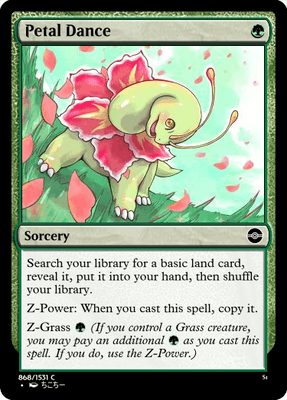 Petal Dance
Sorcery
Search your library for a basic land card,
reveal it, put it into your hand, then shuffle
your library.
Z-Power: When you cast this spell, copy it.
Z-Grass (If you control a Grass creature,
you may pay an additional as you cast
this spell. If you do, use the Z-Power.)
868/1531 C
ちこちー